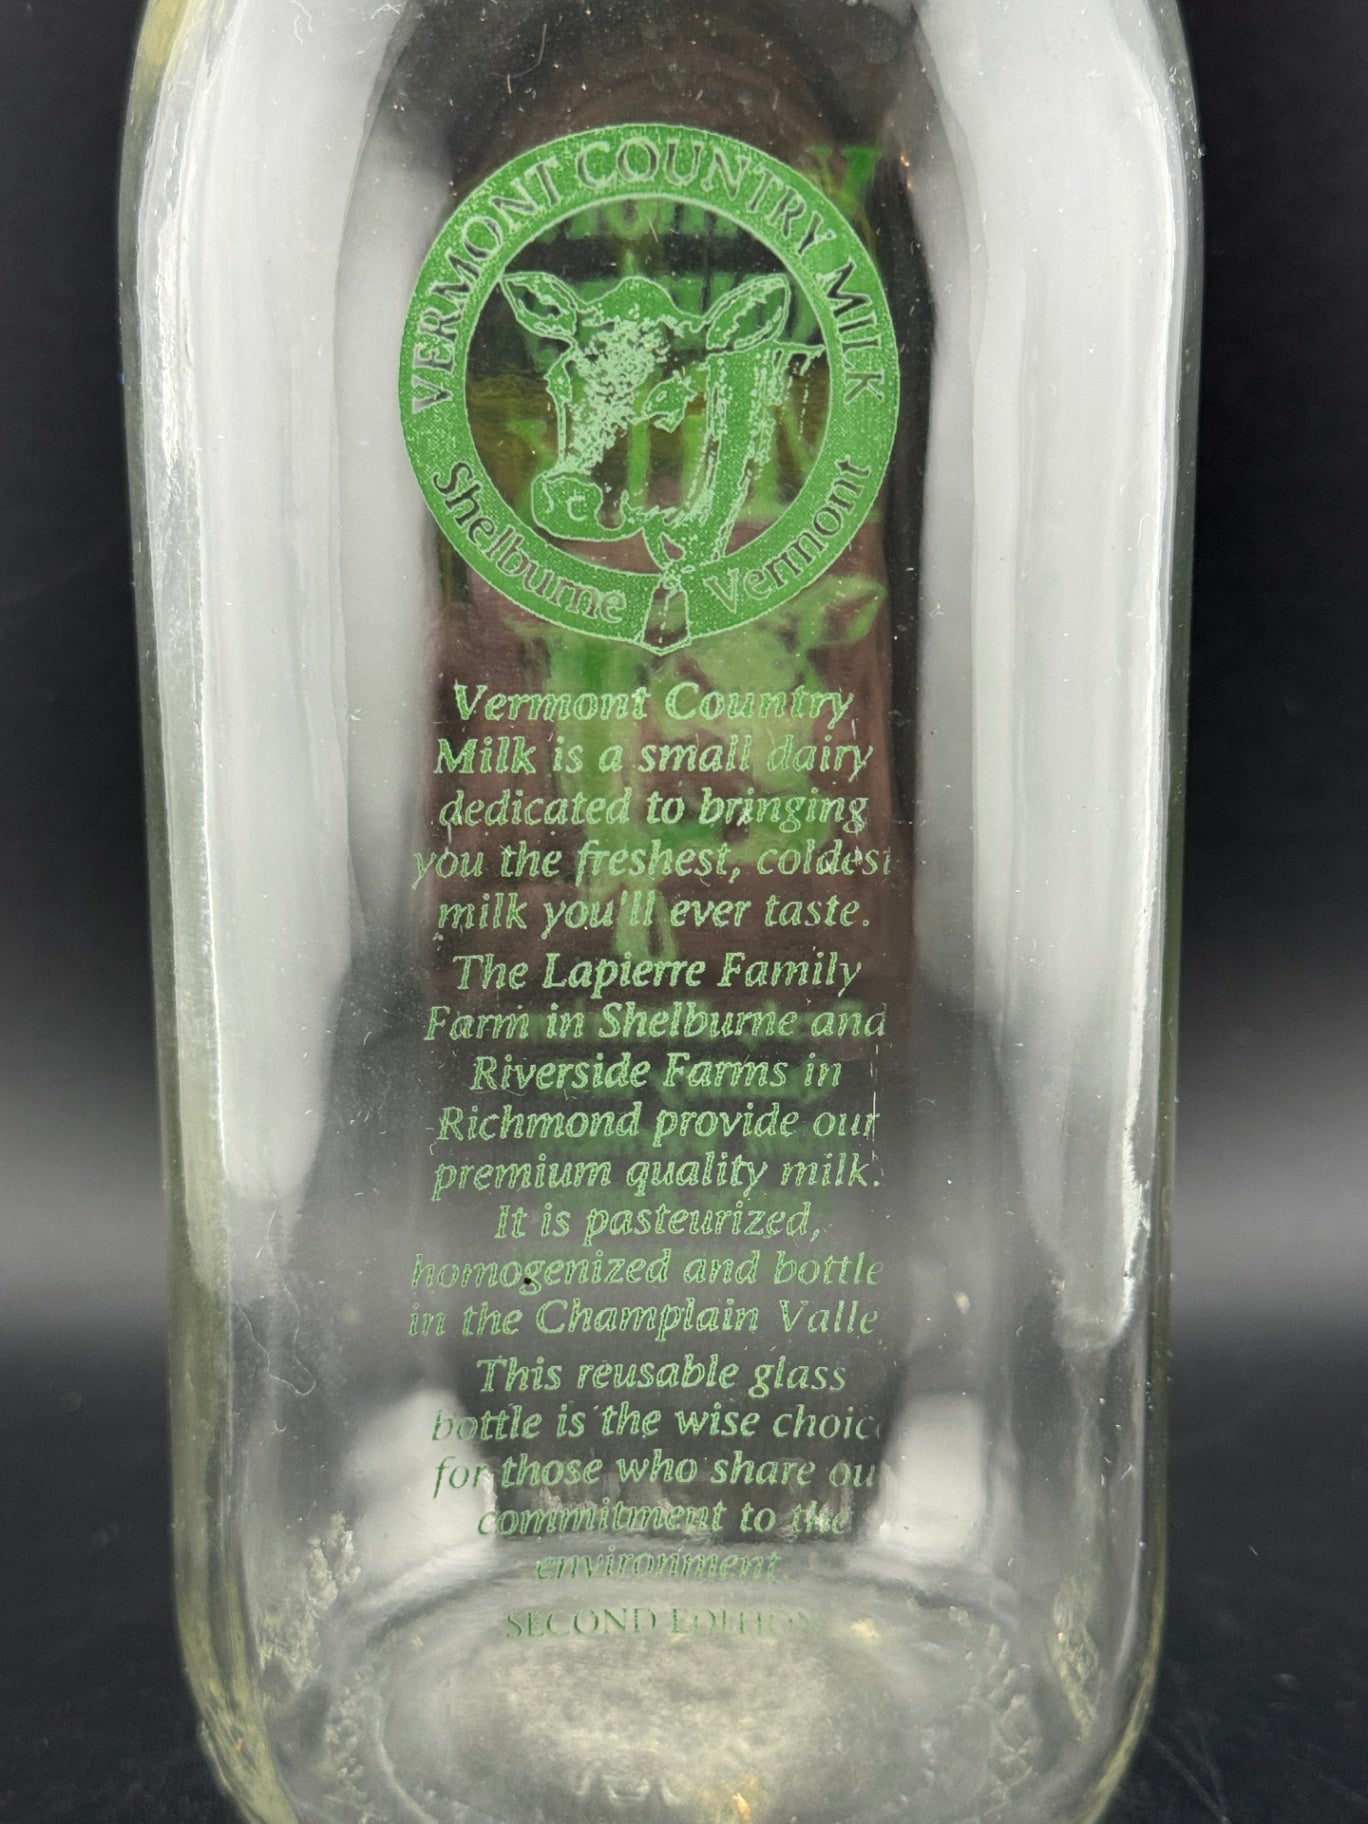 VERMONT COUNTRY MILK
Shelburne Vermont
Vermont Country
Milk is a small dairy
dedicated to bringing
you the freshest, coldest
milk you'll ever taste.
The Lapierre Family
Farm in Shelburne and
Riverside Farms in
Richmond provide our
premium quality milk.
It is pasteurized,
homogenized and bottle
in the Champlain Valle
This reusable glass
bottle is the wise choic
for those who share ou
commitment to the
environment.
SECOND EDITION